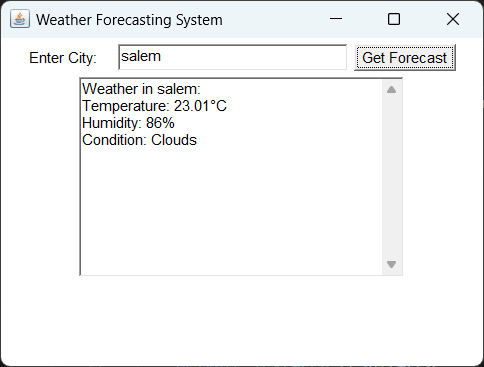 Weather Forecasting System
Enter City: salem Get Forecast
Weather in salem:
Temperature: 23.01°C
Humidity: 86%
Condition: Clouds